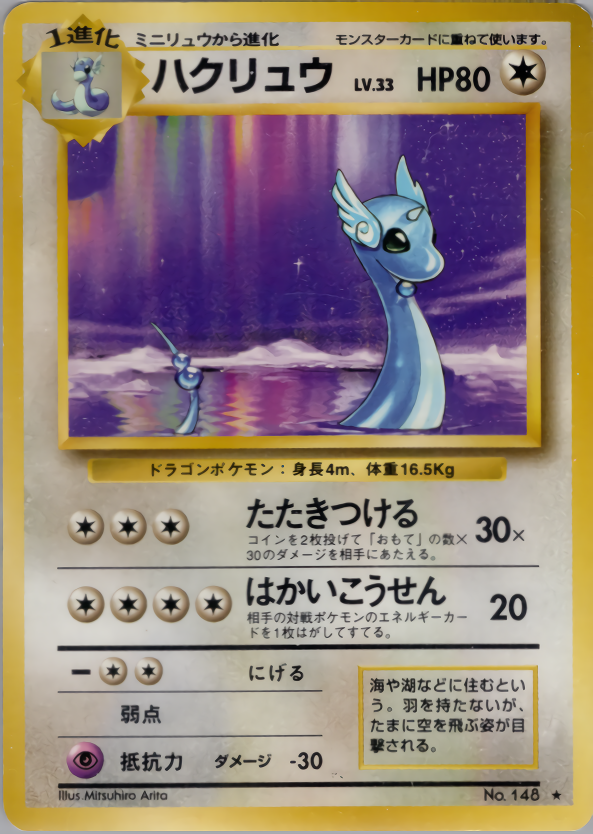 1進化
ミニリュウから進化
モンスターカードに重ねて使います。
ハクリュウ LV.33 HP80
ドラゴンポケモン：身長4m、体重16.5Kg
たたきつける 30×
コインを2枚投げて「おもて」の数×
30のダメージを相手にあたえる。
はかいこうせん 20
相手の対戦ポケモンのエネルギーカー
ドを1枚はがしてすてる。
ー にげる
弱点
抵抗力 ダメージ -30
海や湖などに住むとい
う。羽を持たないが、
たまに空を飛ぶ姿が目
撃される。
Illus.Mitsuhiro Arita
No. 148 ★